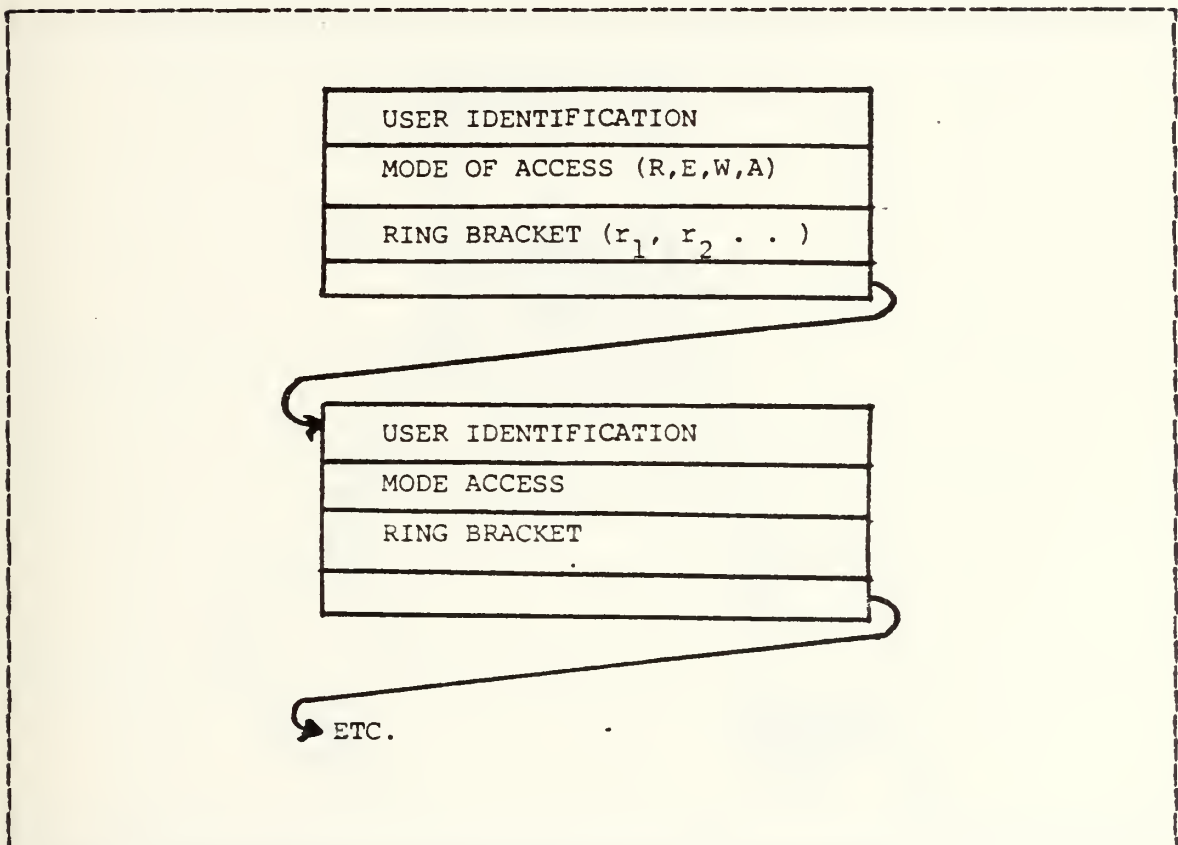 USER IDENTIFICATION
MODE OF ACCESS (R,E,W,A)
RING BRACKET (r₁, r₂ . . )
USER IDENTIFICATION
MODE ACCESS
RING BRACKET
ETC.